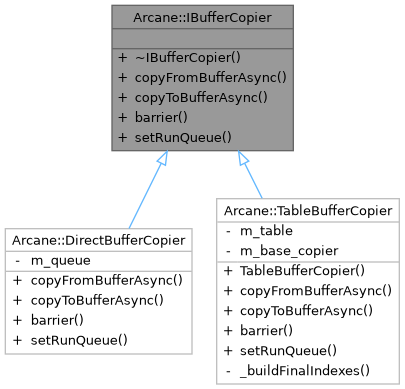 Arcane::IBufferCopier
+ ~IBufferCopier()
+ copyFromBufferAsync()
+ copyToBufferAsync()
+ barrier()
+ setRunQueue()
Arcane::DirectBufferCopier
- m_queue
+ copyFromBufferAsync()
+ copyToBufferAsync()
+ barrier()
+ setRunQueue()
Arcane::TableBufferCopier
- m_table
- m_base_copier
+ TableBufferCopier()
+ copyFromBufferAsync()
+ copyToBufferAsync()
+ barrier()
+ setRunQueue()
- _buildFinalIndexes()